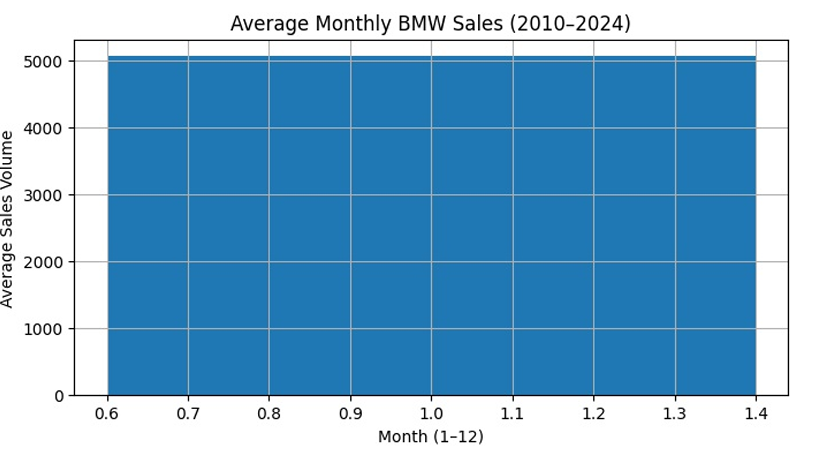 Average Monthly BMW Sales (2010–2024)
Average Sales Volume
5000
4000
3000
2000
1000
0
0.6 0.7 0.8 0.9 1.0 1.1 1.2 1.3 1.4
Month (1–12)